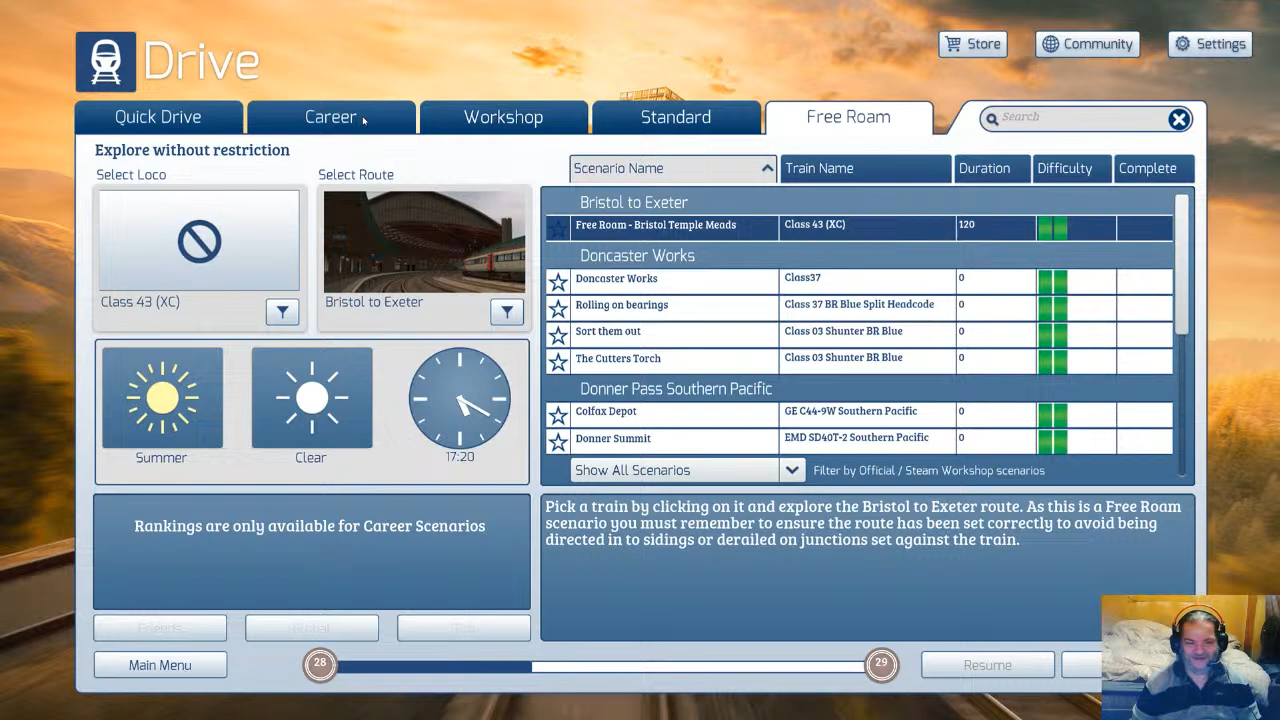 Drive
Store
Community
Settings
Quick Drive
Career
Workshop
Standard
Free Roam
Search
Explore without restriction
Select Loco
Select Route
Class 43 (XC)
Bristol to Exeter
Summer
Clear
17:20
Scenario Name
Train Name
Duration
Difficulty
Complete
Bristol to Exeter
Free Roam - Bristol Temple Meads Class 43 (XC) 120
Doncaster Works
Doncaster Works Class37 0
Rolling on bearings Class 37 BR Blue Split Headcode 0
Sort them out Class 03 Shunter BR Blue 0
The Cutters Torch Class 03 Shunter BR Blue 0
Donner Pass Southern Pacific
Colfax Depot GE C44-9W Southern Pacific 0
Donner Summit EMD SD40T-2 Southern Pacific 0
Show All Scenarios
Filter by Official / Steam Workshop scenarios
Rankings are only available for Career Scenarios
Pick a train by clicking on it and explore the Bristol to Exeter route. As this is a Free Roam
scenario you must remember to ensure the route has been set correctly to avoid being
directed in to sidings or derailed on junctions set against the train.
Friends
Main Menu
28
29
Resume